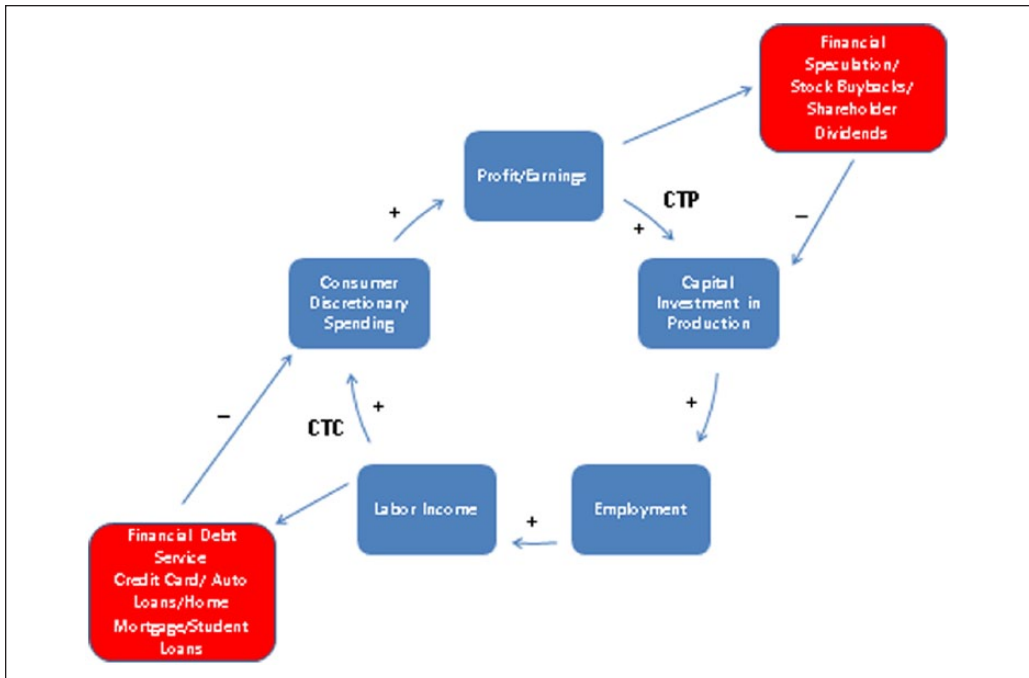 Financial
Speculation/
Stock Buybacks/
Shareholder
Dividends
Profit/Earnings
CTP
+
+
–
Consumer
Discretionary
Spending
Capital
Investment in
Production
–
+
+
CTC
Labor Income
+
Employment
Financial Debt
Service
Credit Card/ Auto
Loans/Home
Mortgage/Student
Loans